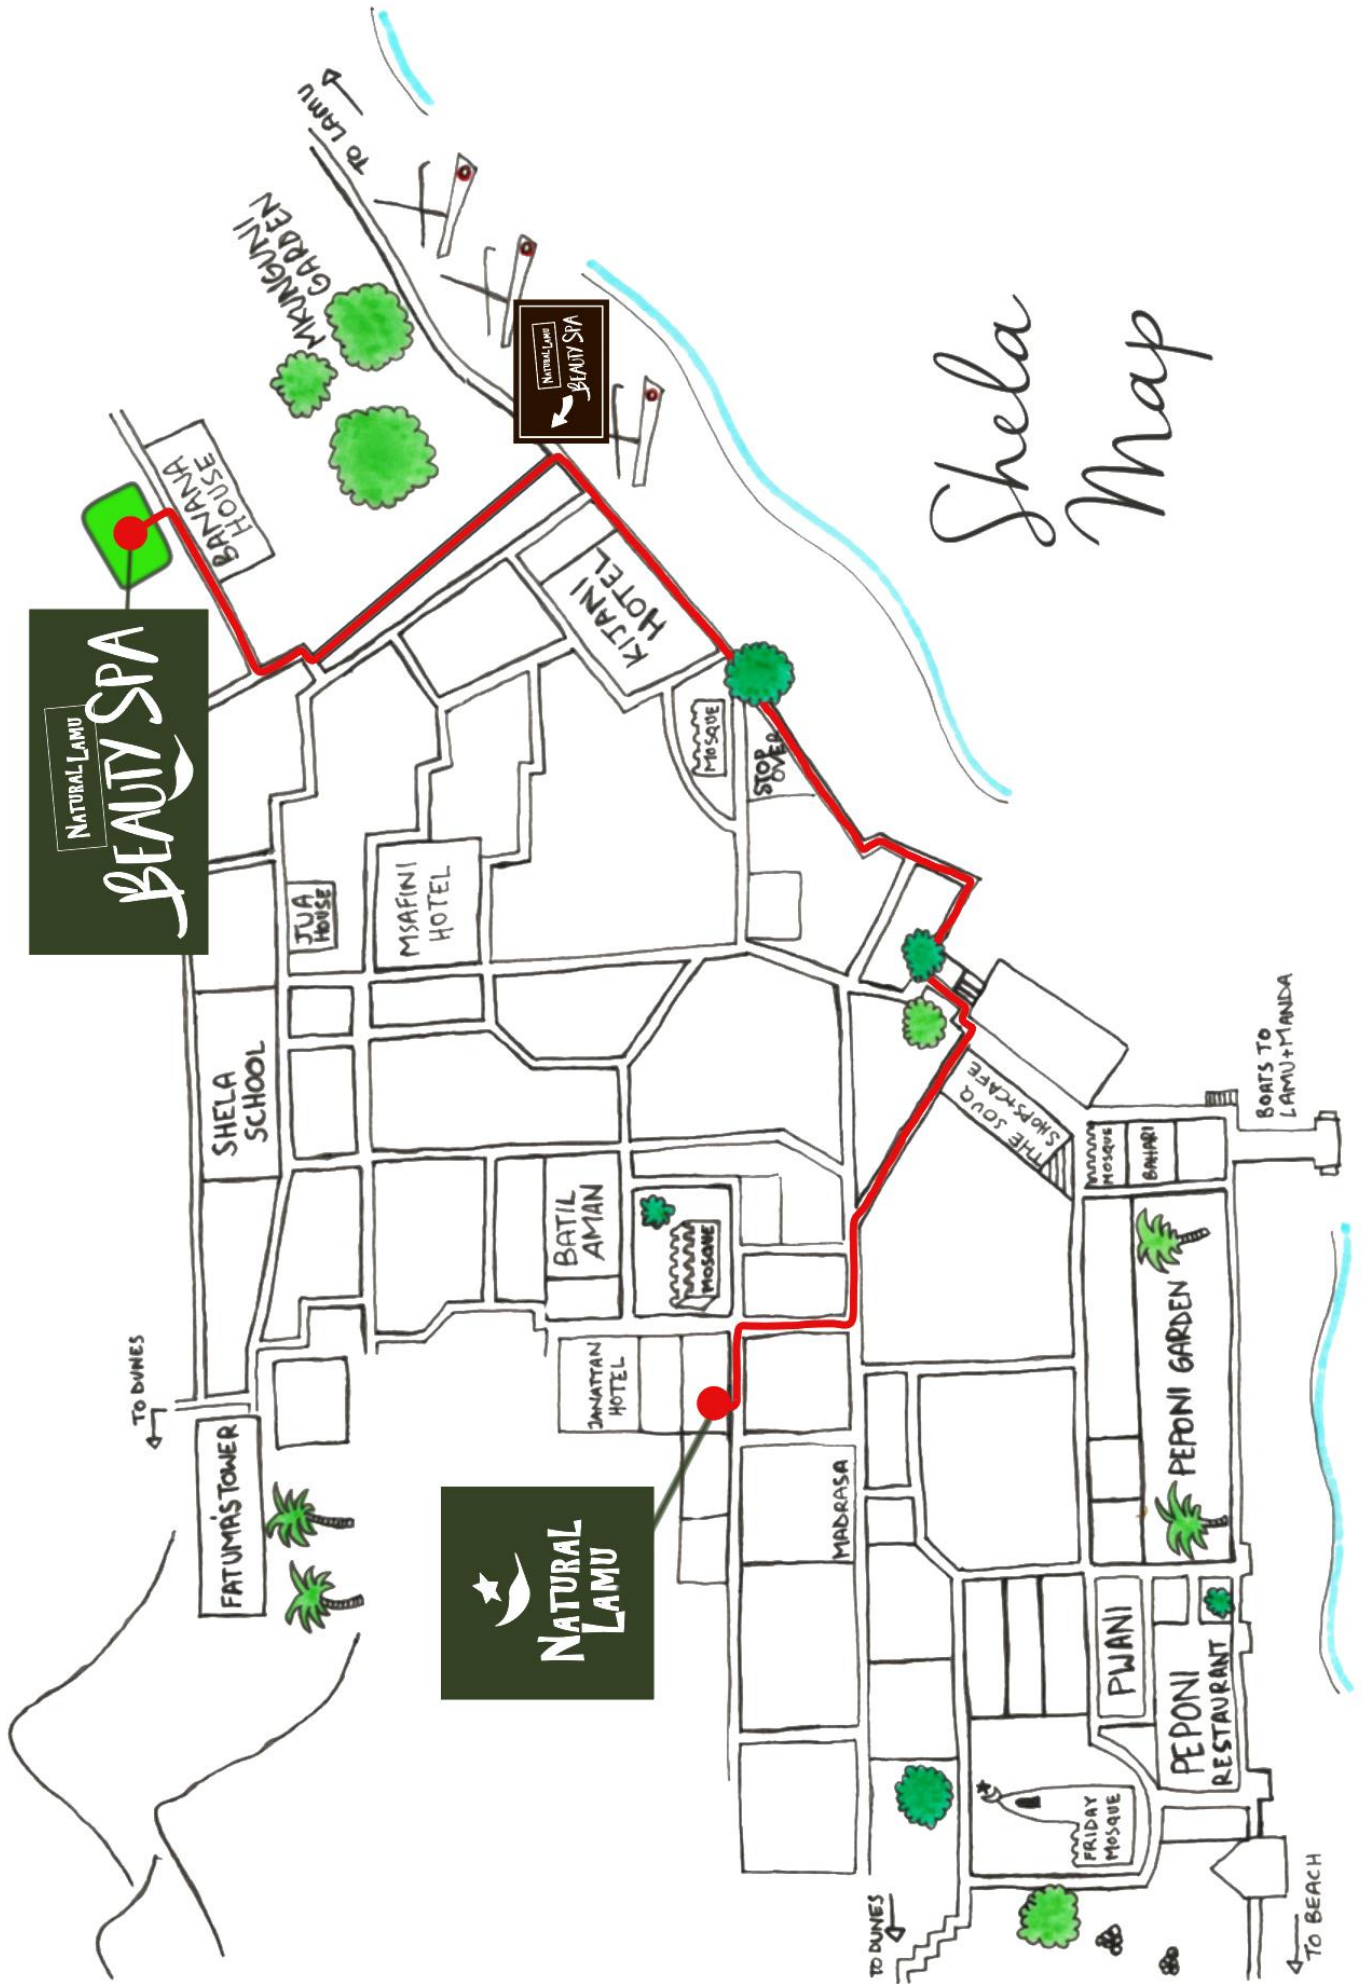 Shela
Map
TO LAMU
MKUNGUNI
GARDEN
BANANA
HOUSE
NATURAL LAMU
BEAUTY SPA
NATURAL LAMU
BEAUTY SPA
KIJANI
HOTEL
MOSQUE
STOP
OVER
JUA
HOUSE
MSAFINI
HOTEL
SHELA
SCHOOL
BATIL
AMAN
MOSQUE
THE SOUQ
SHOPS+CAFE
BOATS TO
LAMU+MANDA
MOSQUE
BAHARI
PEPONI GARDEN
JANATTAN
HOTEL
TO DUNES
FATUMA'S TOWER
NATURAL
LAMU
MADRASA
PWANI
PEPONI
RESTAURANT
FRIDAY
MOSQUE
TO DUNES
TO BEACH